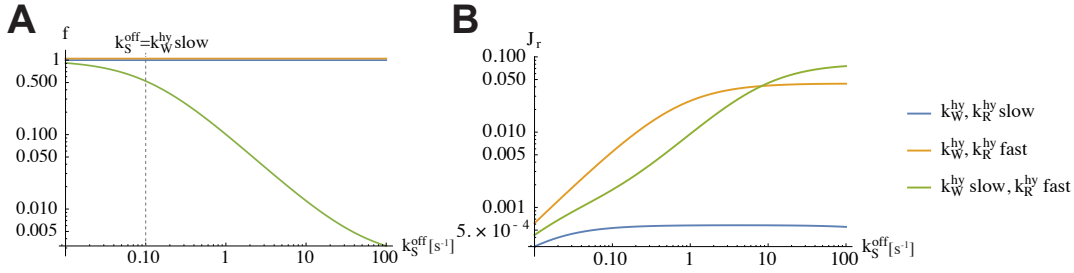 A
f
k_S^off=k_W^hy slow
1
0.500
0.100
0.050
0.010
0.005
0.10
1
10
100
k_S^off[s^-1]
B
J_r
0.100
0.050
0.010
0.005
0.001
5.×10^-4
0.10
1
10
100
k_S^off[s^-1]
k_W^hy, k_R^hy slow
k_W^hy, k_R^hy fast
k_W^hy slow, k_R^hy fast